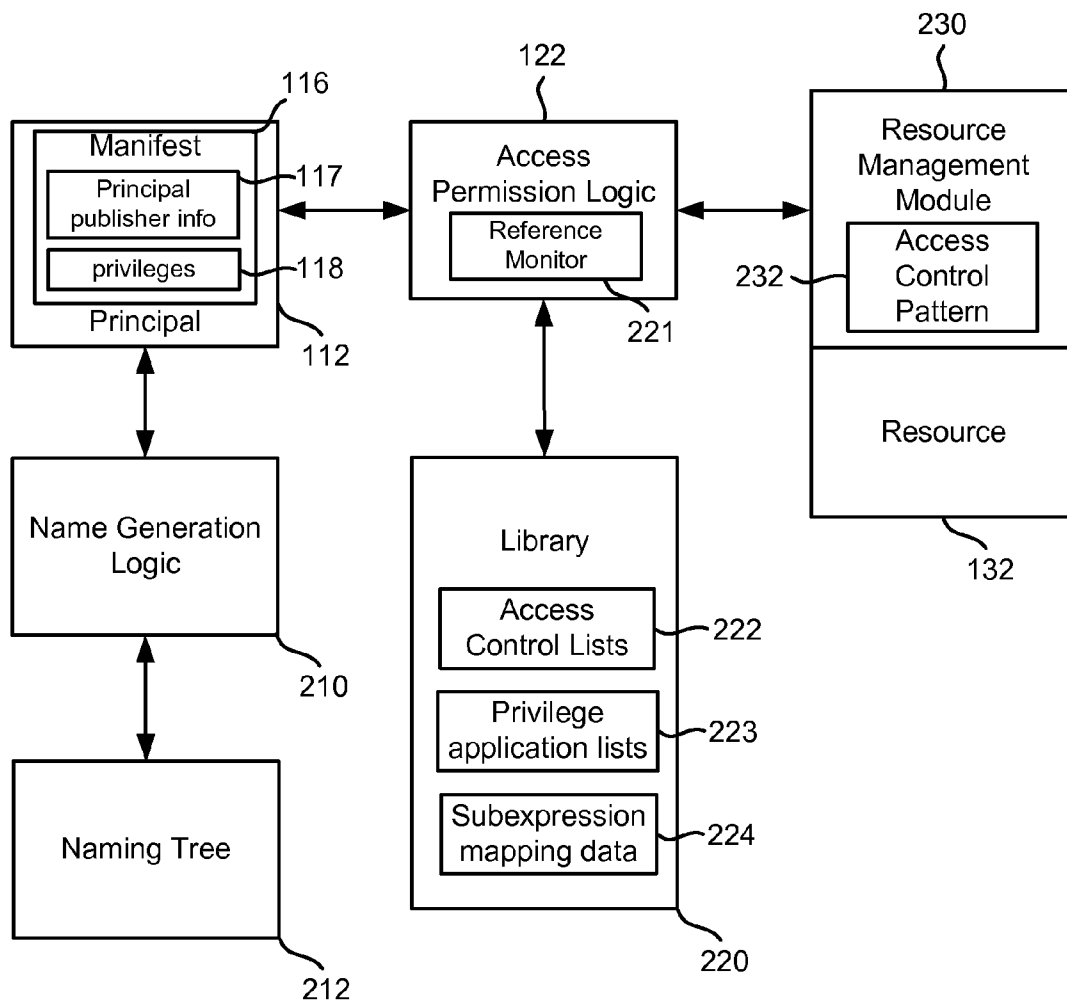 230
122
116
Manifest
117
Principal
publisher info
privileges
118
Principal
112
Access
Permission Logic
Reference
Monitor
221
Resource
Management
Module
232
Access
Control
Pattern
Resource
132
Name Generation
Logic
210
Naming Tree
212
Library
Access
Control Lists
222
Privilege
application lists
223
Subexpression
mapping data
224
220